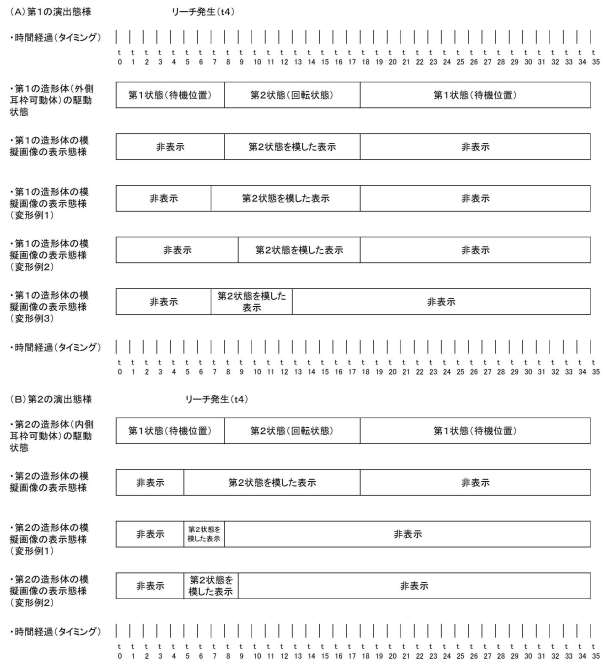 (A)第1の演出態様 リーチ発生(t4)
・時間経過(タイミング)
t t t t t t t t t t t t t t t t t t t t t t t t t t t t t t t t t t t t
0 1 2 3 4 5 6 7 8 9 10 11 12 13 14 15 16 17 18 19 20 21 22 23 24 25 26 27 28 29 30 31 32 33 34 35
・第1の造形体(外側
耳枠可動体)の駆動
状態
第1状態(待機位置) 第2状態(回転状態) 第1状態(待機位置)
・第1の造形体の模
擬画像の表示態様
非表示 第2状態を模した表示 非表示
・第1の造形体の模
擬画像の表示態様
(変形例1)
非表示 第2状態を模した表示 非表示
・第1の造形体の模
擬画像の表示態様
(変形例2)
非表示 第2状態を模した表示 非表示
・第1の造形体の模
擬画像の表示態様
(変形例3)
非表示 第2状態を模した
表示 非表示
・時間経過(タイミング)
t t t t t t t t t t t t t t t t t t t t t t t t t t t t t t t t t t t t
0 1 2 3 4 5 6 7 8 9 10 11 12 13 14 15 16 17 18 19 20 21 22 23 24 25 26 27 28 29 30 31 32 33 34 35
(B)第2の演出態様 リーチ発生(t4)
・第2の造形体(内側
耳枠可動体)の駆動
状態
第1状態(待機位置) 第2状態(回転状態) 第1状態(待機位置)
・第2の造形体の模
擬画像の表示態様
非表示 第2状態を模した表示 非表示
・第2の造形体の模
擬画像の表示態様
(変形例1)
非表示 第2状態を
模した表示 非表示
・第2の造形体の模
擬画像の表示態様
(変形例2)
非表示 第2状態を
模した表示 非表示
・時間経過(タイミング)
t t t t t t t t t t t t t t t t t t t t t t t t t t t t t t t t t t t t
0 1 2 3 4 5 6 7 8 9 10 11 12 13 14 15 16 17 18 19 20 21 22 23 24 25 26 27 28 29 30 31 32 33 34 35